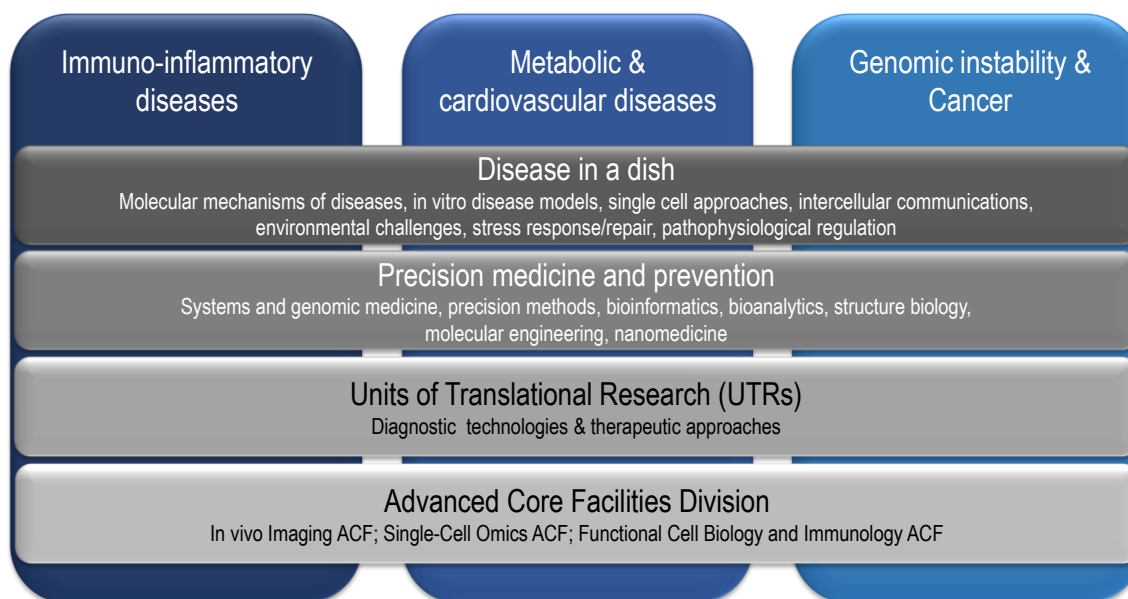 Immuno-inflammatory
diseases
Metabolic &
cardiovascular diseases
Genomic instability &
Cancer
Disease in a dish
Molecular mechanisms of diseases, in vitro disease models, single cell approaches, intercellular communications,
environmental challenges, stress response/repair, pathophysiological regulation
Precision medicine and prevention
Systems and genomic medicine, precision methods, bioinformatics, bioanalytics, structure biology,
molecular engineering, nanomedicine
Units of Translational Research (UTRs)
Diagnostic technologies & therapeutic approaches
Advanced Core Facilities Division
In vivo Imaging ACF; Single-Cell Omics ACF; Functional Cell Biology and Immunology ACF